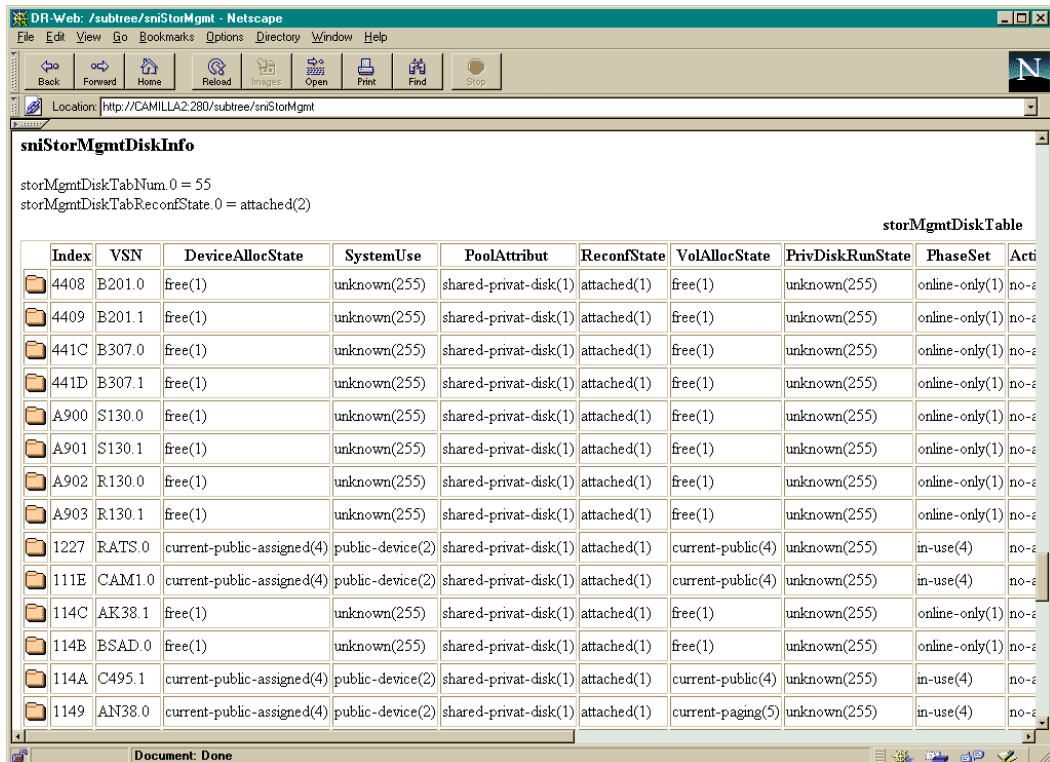 DR-Web: /subtree/sniStorMgmt - Netscape
File Edit View Go Bookmarks Options Directory Window Help
Back Forward Home Reload Images Open Print Find Stop
N
Location: http://CAMILLA2:280/subtree/sniStorMgmt
sniStorMgmtDiskInfo
storMgmtDiskTabNum.0 = 55
storMgmtDiskTabReconfState.0 = attached(2)
storMgmtDiskTable
Index VSN DeviceAllocState SystemUse PoolAttribut ReconfState VolAllocState PrivDiskRunState PhaseSet Acti
4408 B201.0 free(1) unknown(255) shared-privat-disk(1) attached(1) free(1) unknown(255) online-only(1) no-a
4409 B201.1 free(1) unknown(255) shared-privat-disk(1) attached(1) free(1) unknown(255) online-only(1) no-a
441C B307.0 free(1) unknown(255) shared-privat-disk(1) attached(1) free(1) unknown(255) online-only(1) no-a
441D B307.1 free(1) unknown(255) shared-privat-disk(1) attached(1) free(1) unknown(255) online-only(1) no-a
A900 S130.0 free(1) unknown(255) shared-privat-disk(1) attached(1) free(1) unknown(255) online-only(1) no-a
A901 S130.1 free(1) unknown(255) shared-privat-disk(1) attached(1) free(1) unknown(255) online-only(1) no-a
A902 R130.0 free(1) unknown(255) shared-privat-disk(1) attached(1) free(1) unknown(255) online-only(1) no-a
A903 R130.1 free(1) unknown(255) shared-privat-disk(1) attached(1) free(1) unknown(255) online-only(1) no-a
1227 RATS.0 current-public-assigned(4) public-device(2) shared-privat-disk(1) attached(1) current-public(4) unknown(255) in-use(4) no-a
111E CAM1.0 current-public-assigned(4) public-device(2) shared-privat-disk(1) attached(1) current-public(4) unknown(255) in-use(4) no-a
114C AK38.1 free(1) unknown(255) shared-privat-disk(1) attached(1) free(1) unknown(255) online-only(1) no-a
114B BSAD.0 free(1) unknown(255) shared-privat-disk(1) attached(1) free(1) unknown(255) online-only(1) no-a
114A C495.1 current-public-assigned(4) public-device(2) shared-privat-disk(1) attached(1) current-public(4) unknown(255) in-use(4) no-a
1149 AN38.0 current-public-assigned(4) public-device(2) shared-privat-disk(1) attached(1) current-paging(5) unknown(255) in-use(4) no-a
Document: Done